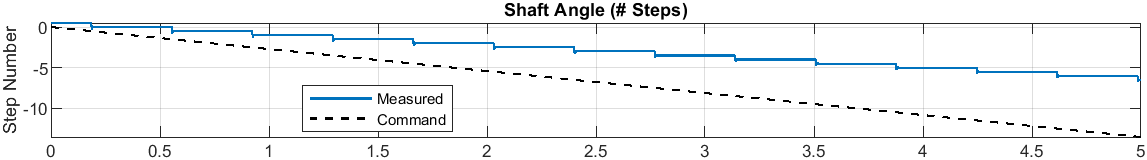 Shaft Angle (# Steps)
Step Number
0
-5
-10
Measured
Command
0 0.5 1 1.5 2 2.5 3 3.5 4 4.5 5